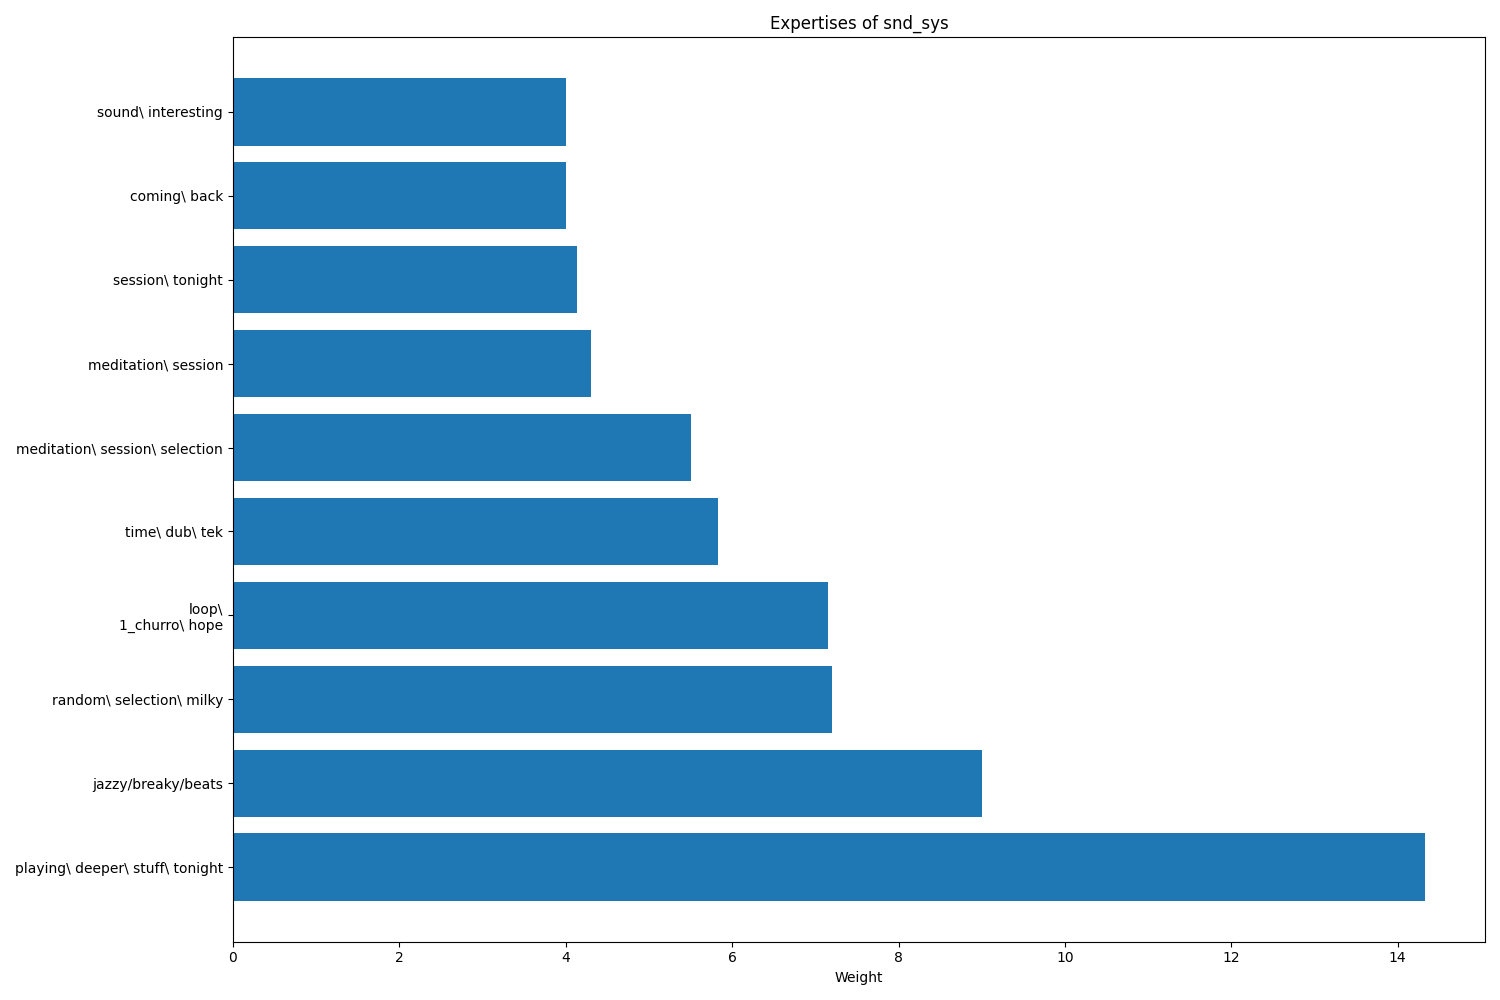 Expertises of snd_sys
sound\ interesting
coming\ back
session\ tonight
meditation\ session
meditation\ session\ selection
time\ dub\ tek
loop\
1_churro\ hope
random\ selection\ milky
jazzy/breaky/beats
playing\ deeper\ stuff\ tonight
0 2 4 6 8 10 12 14
Weight